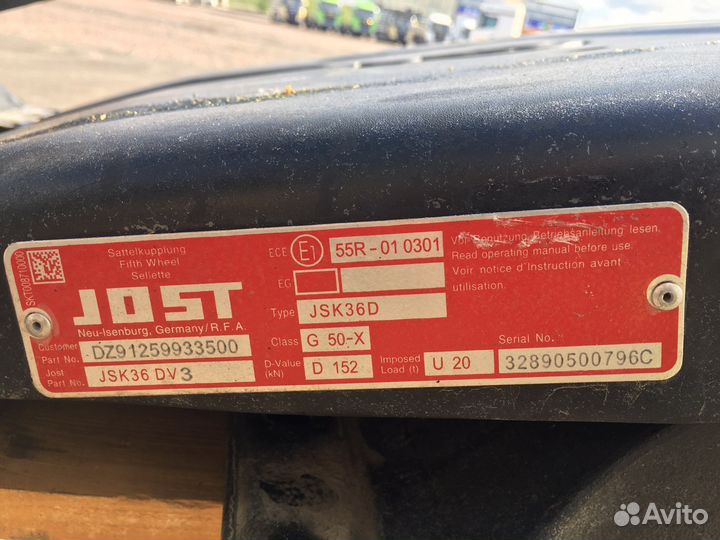 SKT008710000
Sattelkupplung
Fifth Wheel
Sellette
JOST
Neu-Isenburg, Germany/R.F.A.
Customer Part No. DZ91259933500
Jost Part No. JSK36 DV3
ECE E1 55R-01 0301
EG
Type JSK36D
Class G 50-X
D-Value (kN) D 152
Imposed Load (t) U 20
Vor Benutzung Betriebsanleitung lesen.
Read operating manual before use.
Voir notice d'Instruction avant
utilisation.
Serial No.
32890500796C
Avito